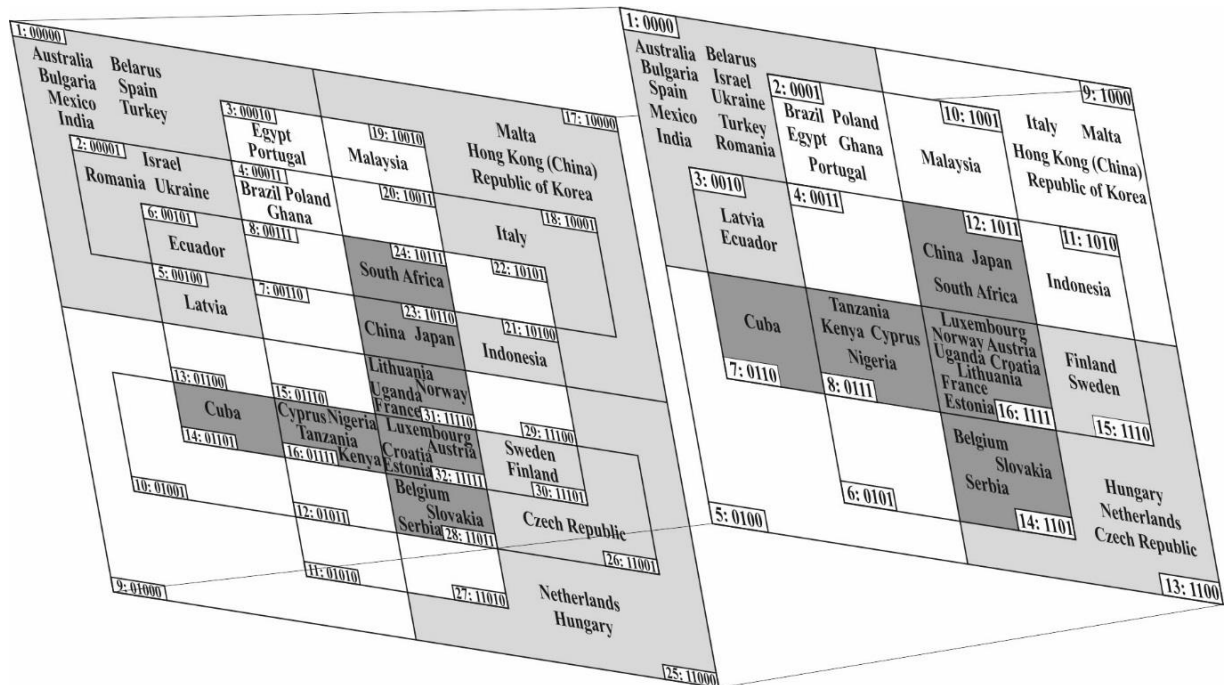 1: 00000
Australia Belarus
Bulgaria Spain
Mexico Turkey
India
2: 00001
Israel
Romania Ukraine
3: 00010
Egypt
Portugal
4: 00011
Brazil Poland
Ghana
19: 10010
Malaysia
20: 10011
17: 10000
Malta
Hong Kong (China)
Republic of Korea
18: 10001
Italy
6: 00101
Ecuador
8: 00111
24: 10111
South Africa
22: 10101
5: 00100
Latvia
7: 00110
23: 10110
China Japan
21: 10100
Indonesia
13: 01100
15: 01110
Lithuania
Uganda Norway
France
31: 11110
29: 11100
Cuba
14: 01101
Cyprus Nigeria
Tanzania
Kenya
16: 01111
Luxembourg
Austria
Croatia
Estonia
32: 11111
Sweden
Finland
30: 11101
10: 01001
12: 01011
Belgium
Slovakia
Serbia
28: 11011
Czech Republic
26: 11001
9: 01000
11: 01010
27: 11010
Netherlands
Hungary
25: 11000
1: 0000
Australia Belarus
Bulgaria Israel
Spain Ukraine
Mexico Turkey
India Romania
2: 0001
Brazil Poland
Egypt Ghana
Portugal
10: 1001
Malaysia
9: 1000
Italy Malta
Hong Kong (China)
Republic of Korea
3: 0010
Latvia
Ecuador
4: 0011
12: 1011
China Japan
South Africa
11: 1010
Indonesia
Cuba
7: 0110
Tanzania
Kenya Cyprus
Nigeria
8: 0111
Luxembourg
Norway Austria
Uganda Croatia
Lithuania
France
Estonia
16: 1111
Finland
Sweden
15: 1110
5: 0100
6: 0101
Belgium
Slovakia
Serbia
14: 1101
Hungary
Netherlands
Czech Republic
13: 1100